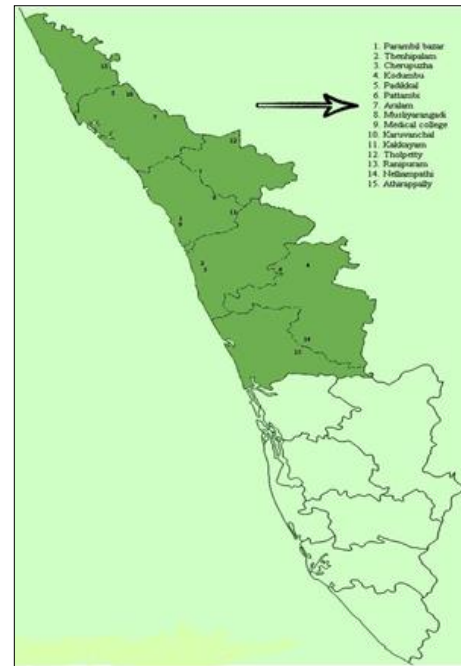 1. Parambil bazar
2. Thenhipalam
3. Cherupuzha
4. Kodumbu
5. Padikkal
6. Pattambi
7. Aralam
8. Muskyarangadi
9. Medical college
10. Karuvanchal
11. Kakkayam
12. Tholpetty
13. Ranipuram
14. Nelliampathi
15. Athirappally